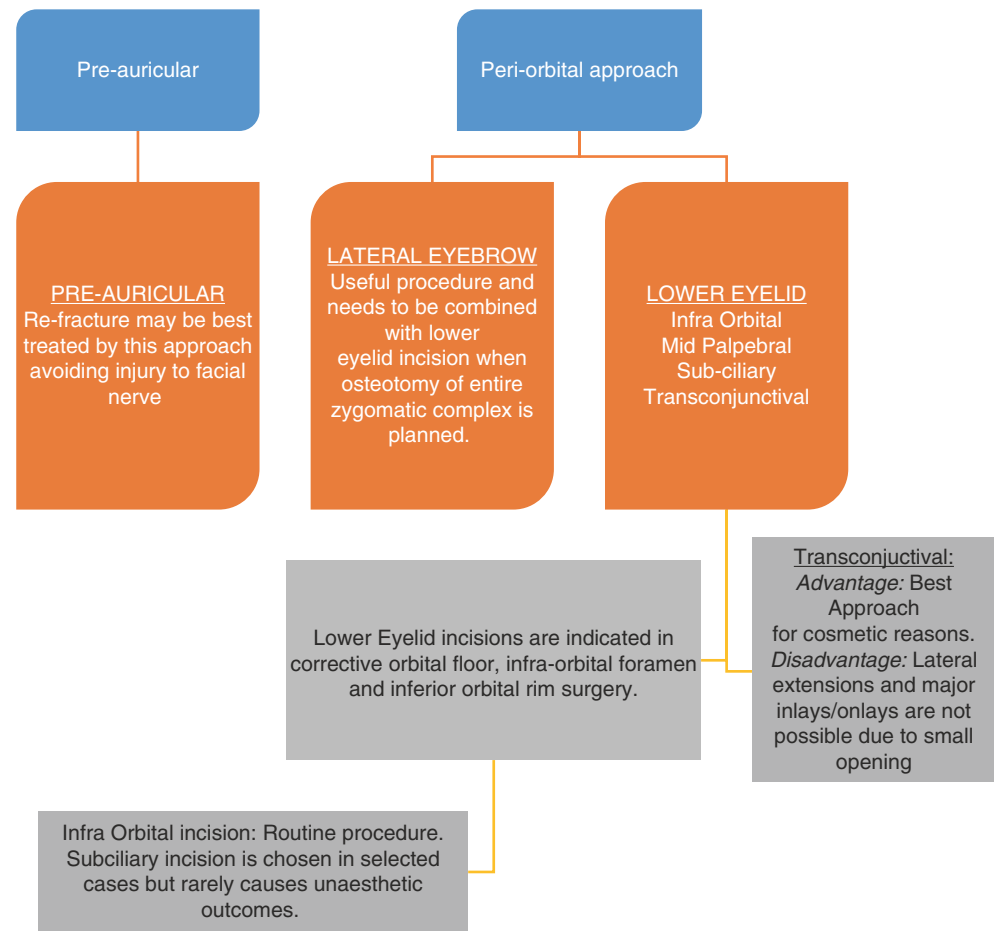 Pre-auricular
Peri-orbital approach
PRE-AURICULAR
Re-fracture may be best
treated by this approach
avoiding injury to facial
nerve
LATERAL EYEBROW
Useful procedure and
needs to be combined
with lower
eyelid incision when
osteotomy of entire
zygomatic complex is
planned.
LOWER EYELID
Infra Orbital
Mid Palpebral
Sub-ciliary
Transconjunctival
Lower Eyelid incisions are indicated in
corrective orbital floor, infra-orbital foramen
and inferior orbital rim surgery.
Transconjuctival:
Advantage: Best
Approach
for cosmetic reasons.
Disadvantage: Lateral
extensions and major
inlays/onlays are not
possible due to small
opening
Infra Orbital incision: Routine procedure.
Subciliary incision is chosen in selected
cases but rarely causes unaesthetic
outcomes.